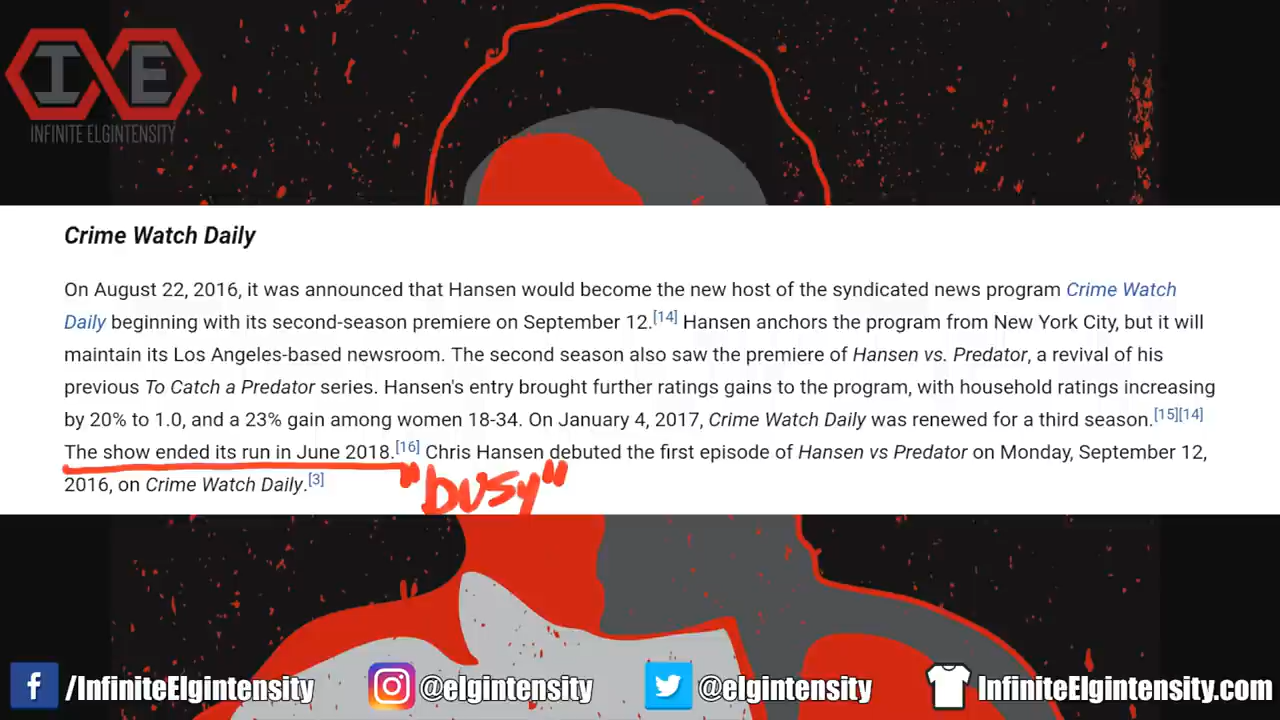 IE
INFINITE ELGINTENSITY
Crime Watch Daily
On August 22, 2016, it was announced that Hansen would become the new host of the syndicated news program Crime Watch
Daily beginning with its second-season premiere on September 12.[14] Hansen anchors the program from New York City, but it will
maintain its Los Angeles-based newsroom. The second season also saw the premiere of Hansen vs. Predator, a revival of his
previous To Catch a Predator series. Hansen's entry brought further ratings gains to the program, with household ratings increasing
by 20% to 1.0, and a 23% gain among women 18-34. On January 4, 2017, Crime Watch Daily was renewed for a third season.[15][14]
The show ended its run in June 2018.[16] Chris Hansen debuted the first episode of Hansen vs Predator on Monday, September 12,
2016, on Crime Watch Daily.[3]
"busy"
f /InfiniteElgintensity @elgintensity @elgintensity InfiniteElgintensity.com